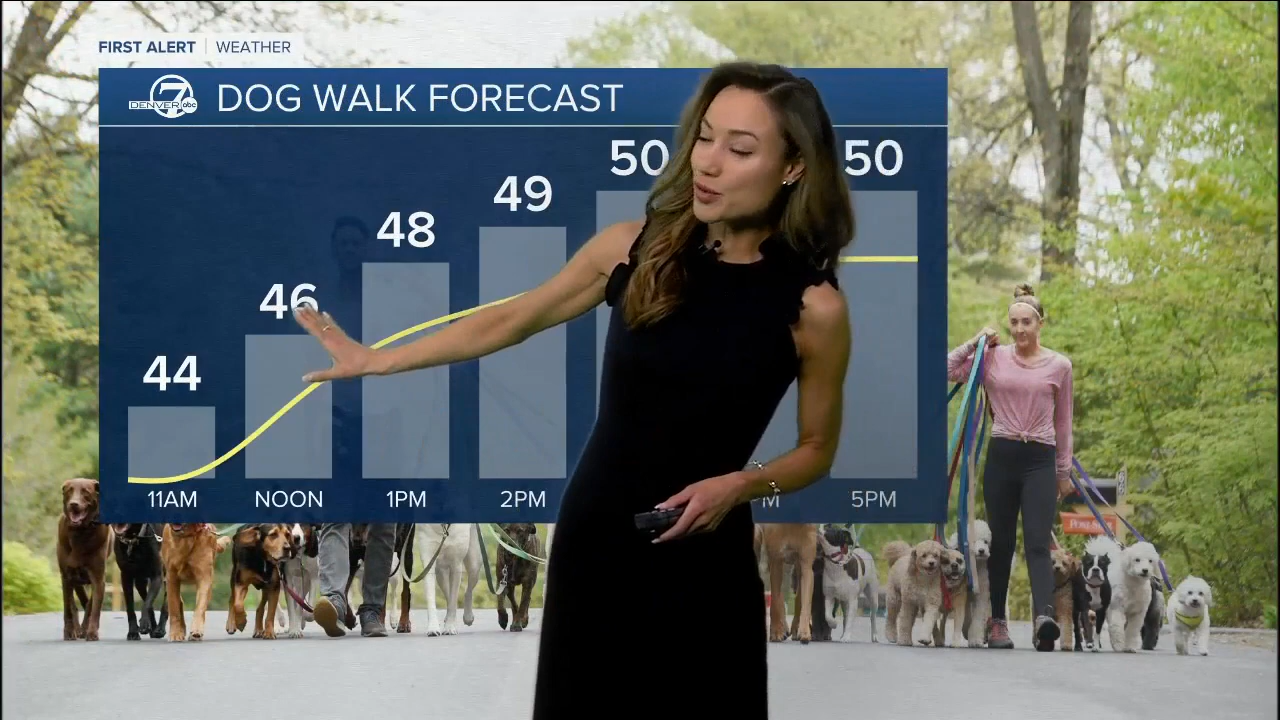 FIRST ALERT | WEATHER
DENVER 7 abc
DOG WALK FORECAST
44
46
48
49
50
50
11AM
NOON
1PM
2PM
5PM